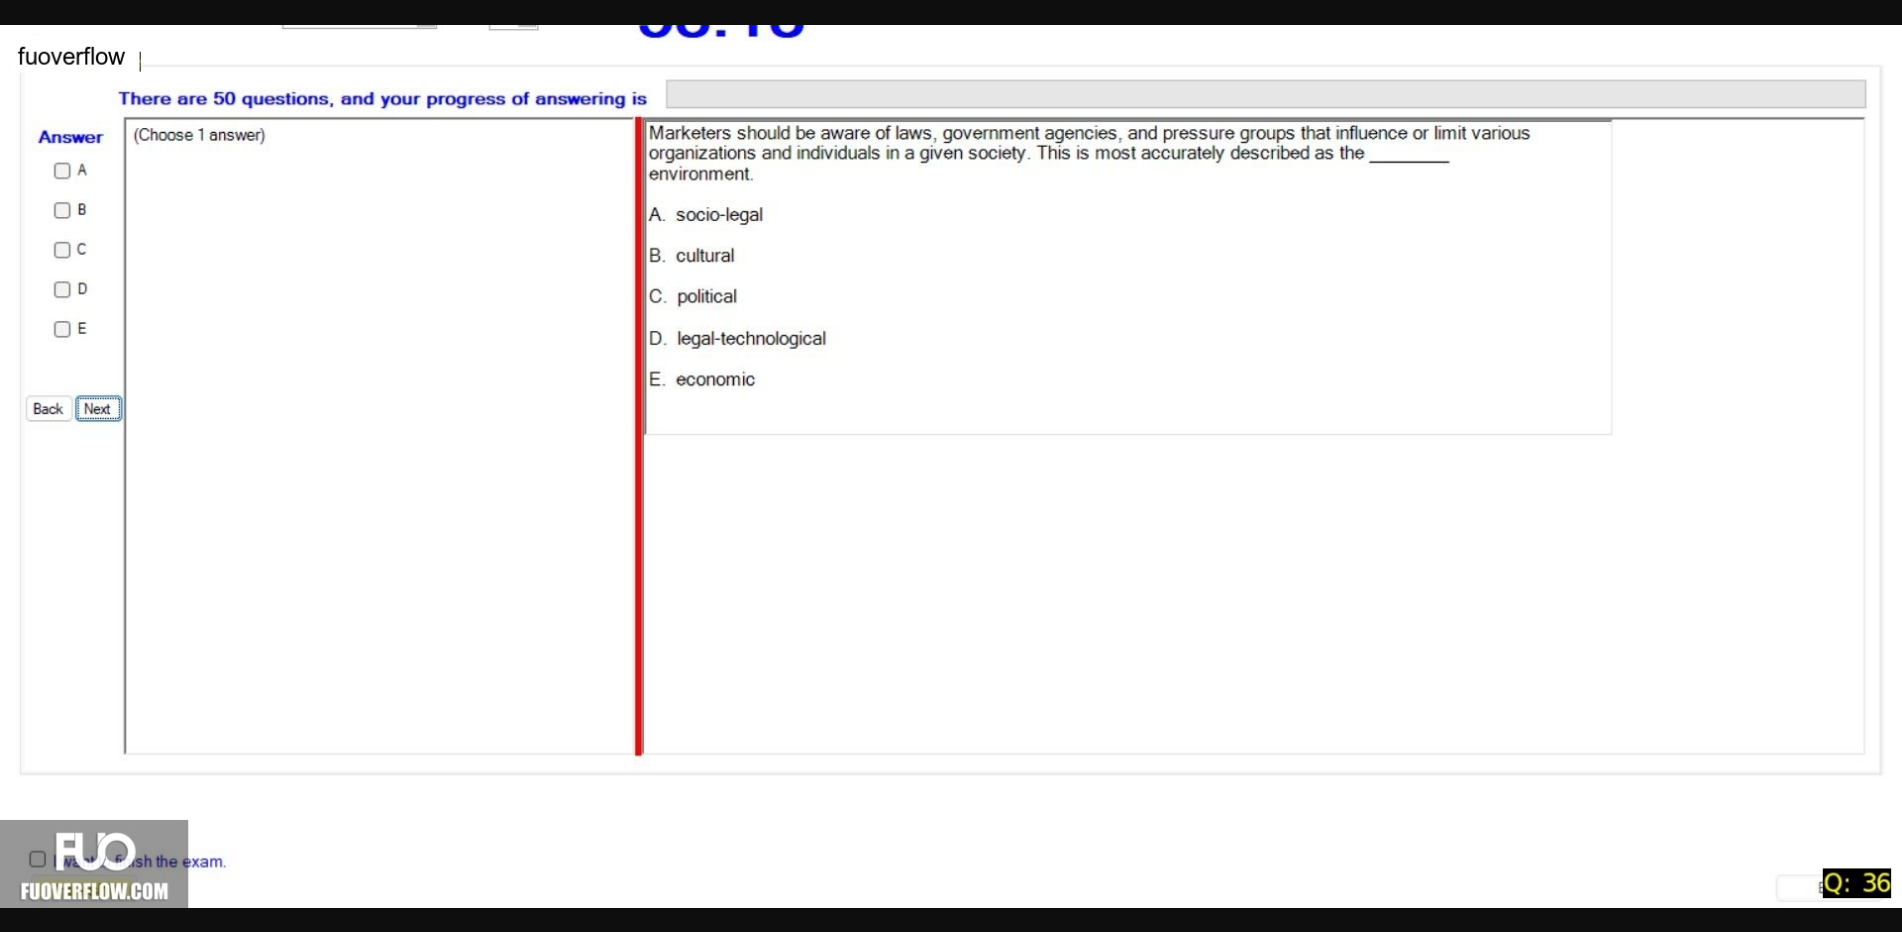 fuoverflow
There are 50 questions, and your progress of answering is
Answer
(Choose 1 answer)
A
B
C
D
E
Back Next
Marketers should be aware of laws, government agencies, and pressure groups that influence or limit various
organizations and individuals in a given society. This is most accurately described as the ________
environment.
A. socio-legal
B. cultural
C. political
D. legal-technological
E. economic
FUO
the exam.
FUOVERFLOW.COM
Q: 36